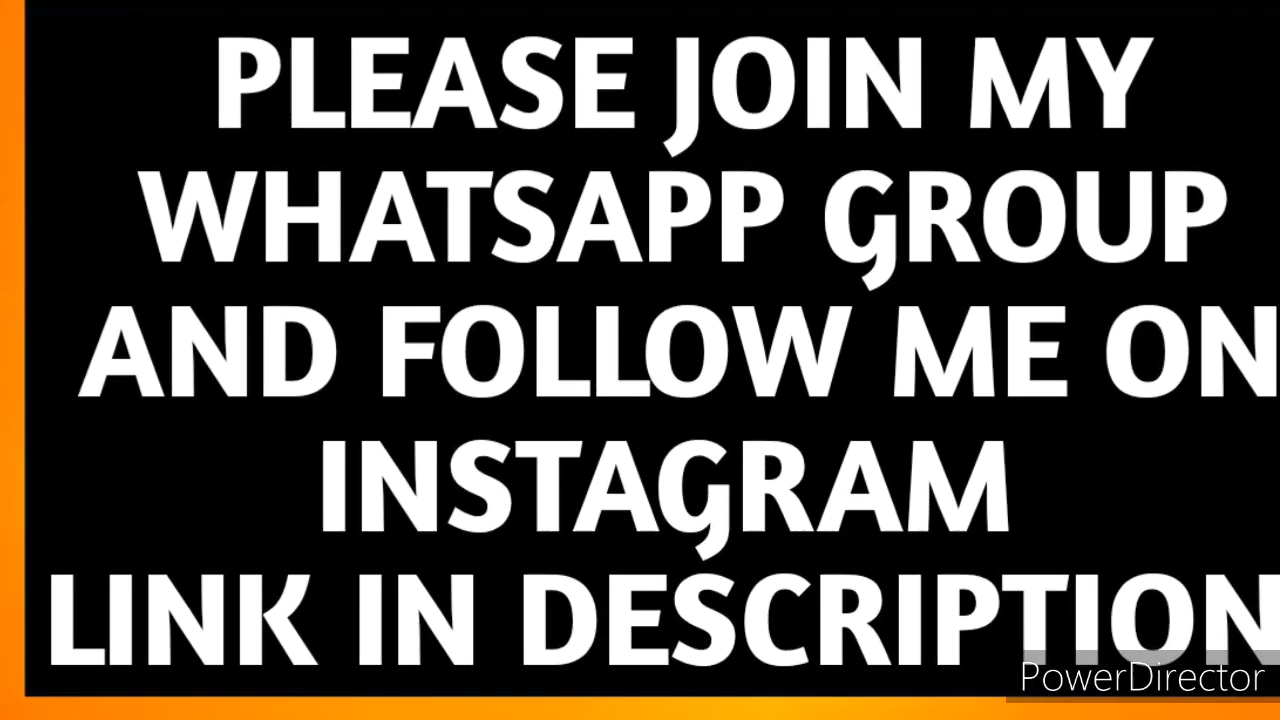 PLEASE JOIN MY
WHATSAPP GROUP
AND FOLLOW ME ON
INSTAGRAM
LINK IN DESCRIPTION
PowerDirector